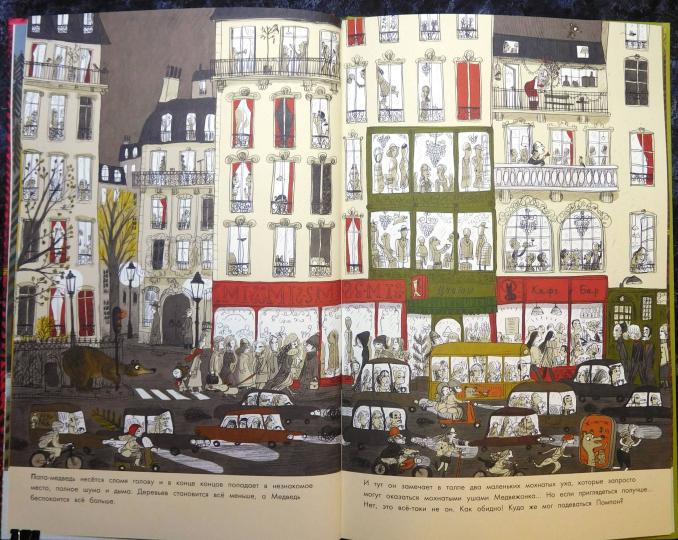 Кафе Бар
Папа-медведь несётся сломя голову и в конце концов попадает в незнакомое
место, полное шума и дыма. Деревьев становится всё меньше, а Медведь
беспокоится всё больше.
И тут он замечает в толпе два маленьких мохнатых уха, которые запросто
могут оказаться мохнатыми ушами Медвежонка... Но если приглядеться получше...
Нет, это всё-таки не он. Как обидно! Куда же мог подеваться Помпон?